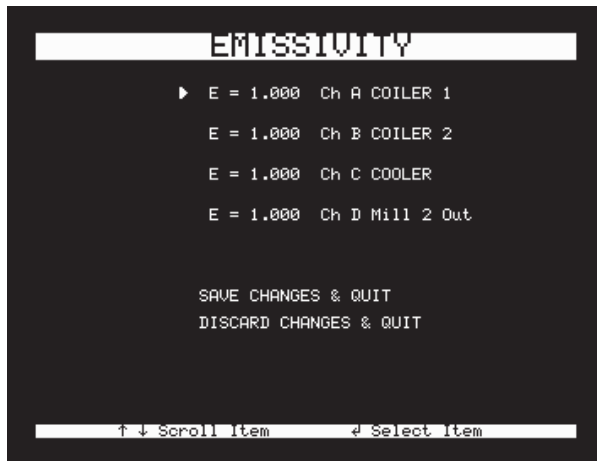 EMISSIVITY
E = 1.000 Ch A COILER 1
E = 1.000 Ch B COILER 2
E = 1.000 Ch C COOLER
E = 1.000 Ch D Mill 2 Out
SAVE CHANGES & QUIT
DISCARD CHANGES & QUIT
↑ ↓ Scroll Item ↲ Select Item